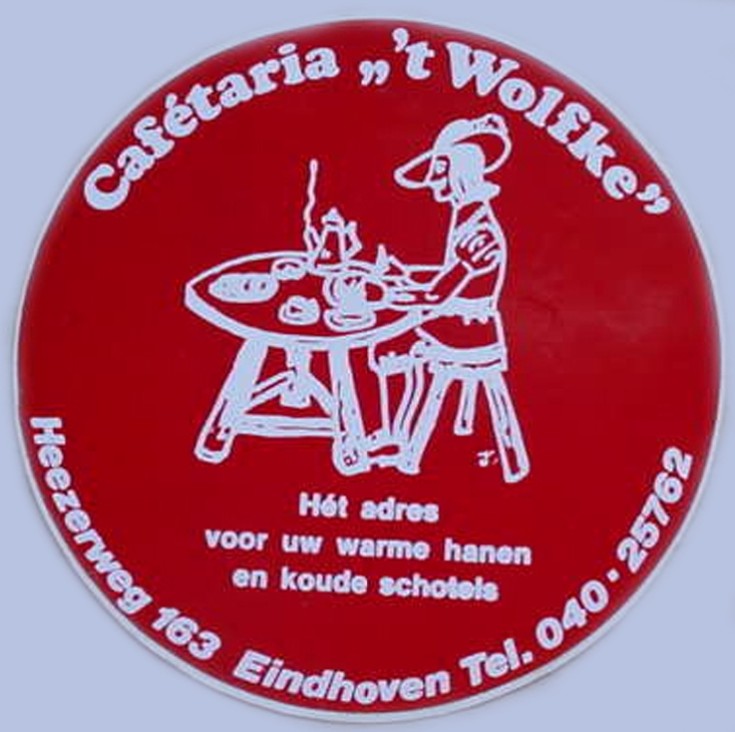 Cafétaria „’t Wolfke”
J.
Hét adres
voor uw warme hanen
en koude schotels
Heezerweg 163 Eindhoven Tel. 040 · 25762